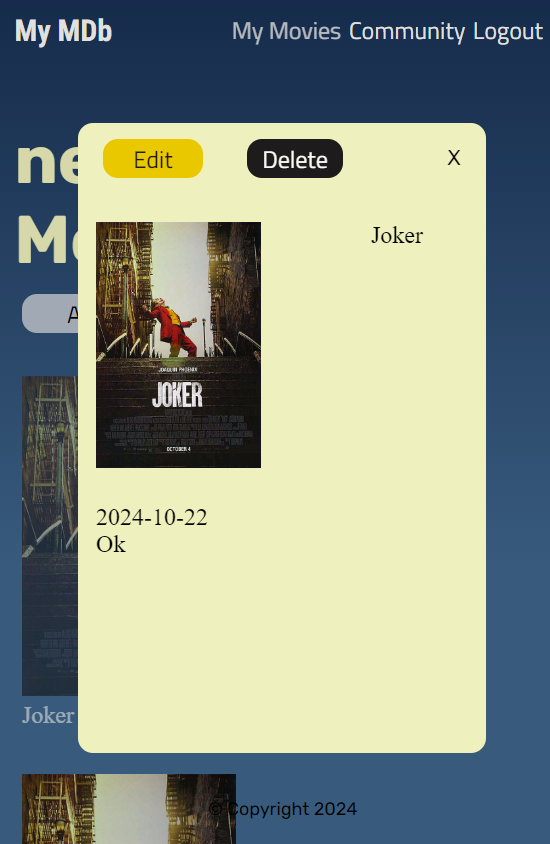 My MDb
My Movies Community Logout
ne
M
Edit Delete X
Joker
JOAQUIN PHOENIX
JOKER
OCTOBER 4
2024-10-22
Ok
Joker
© Copyright 2024